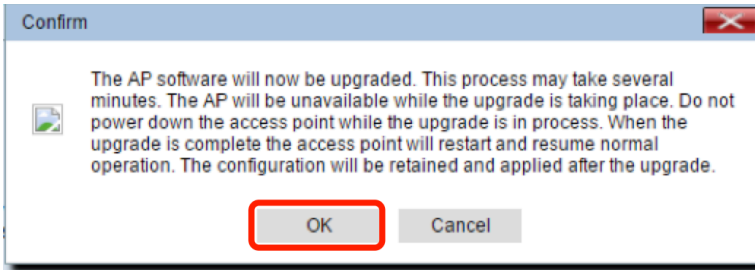 Confirm
The AP software will now be upgraded. This process may take several
minutes. The AP will be unavailable while the upgrade is taking place. Do not
power down the access point while the upgrade is in process. When the
upgrade is complete the access point will restart and resume normal
operation. The configuration will be retained and applied after the upgrade.
OK Cancel